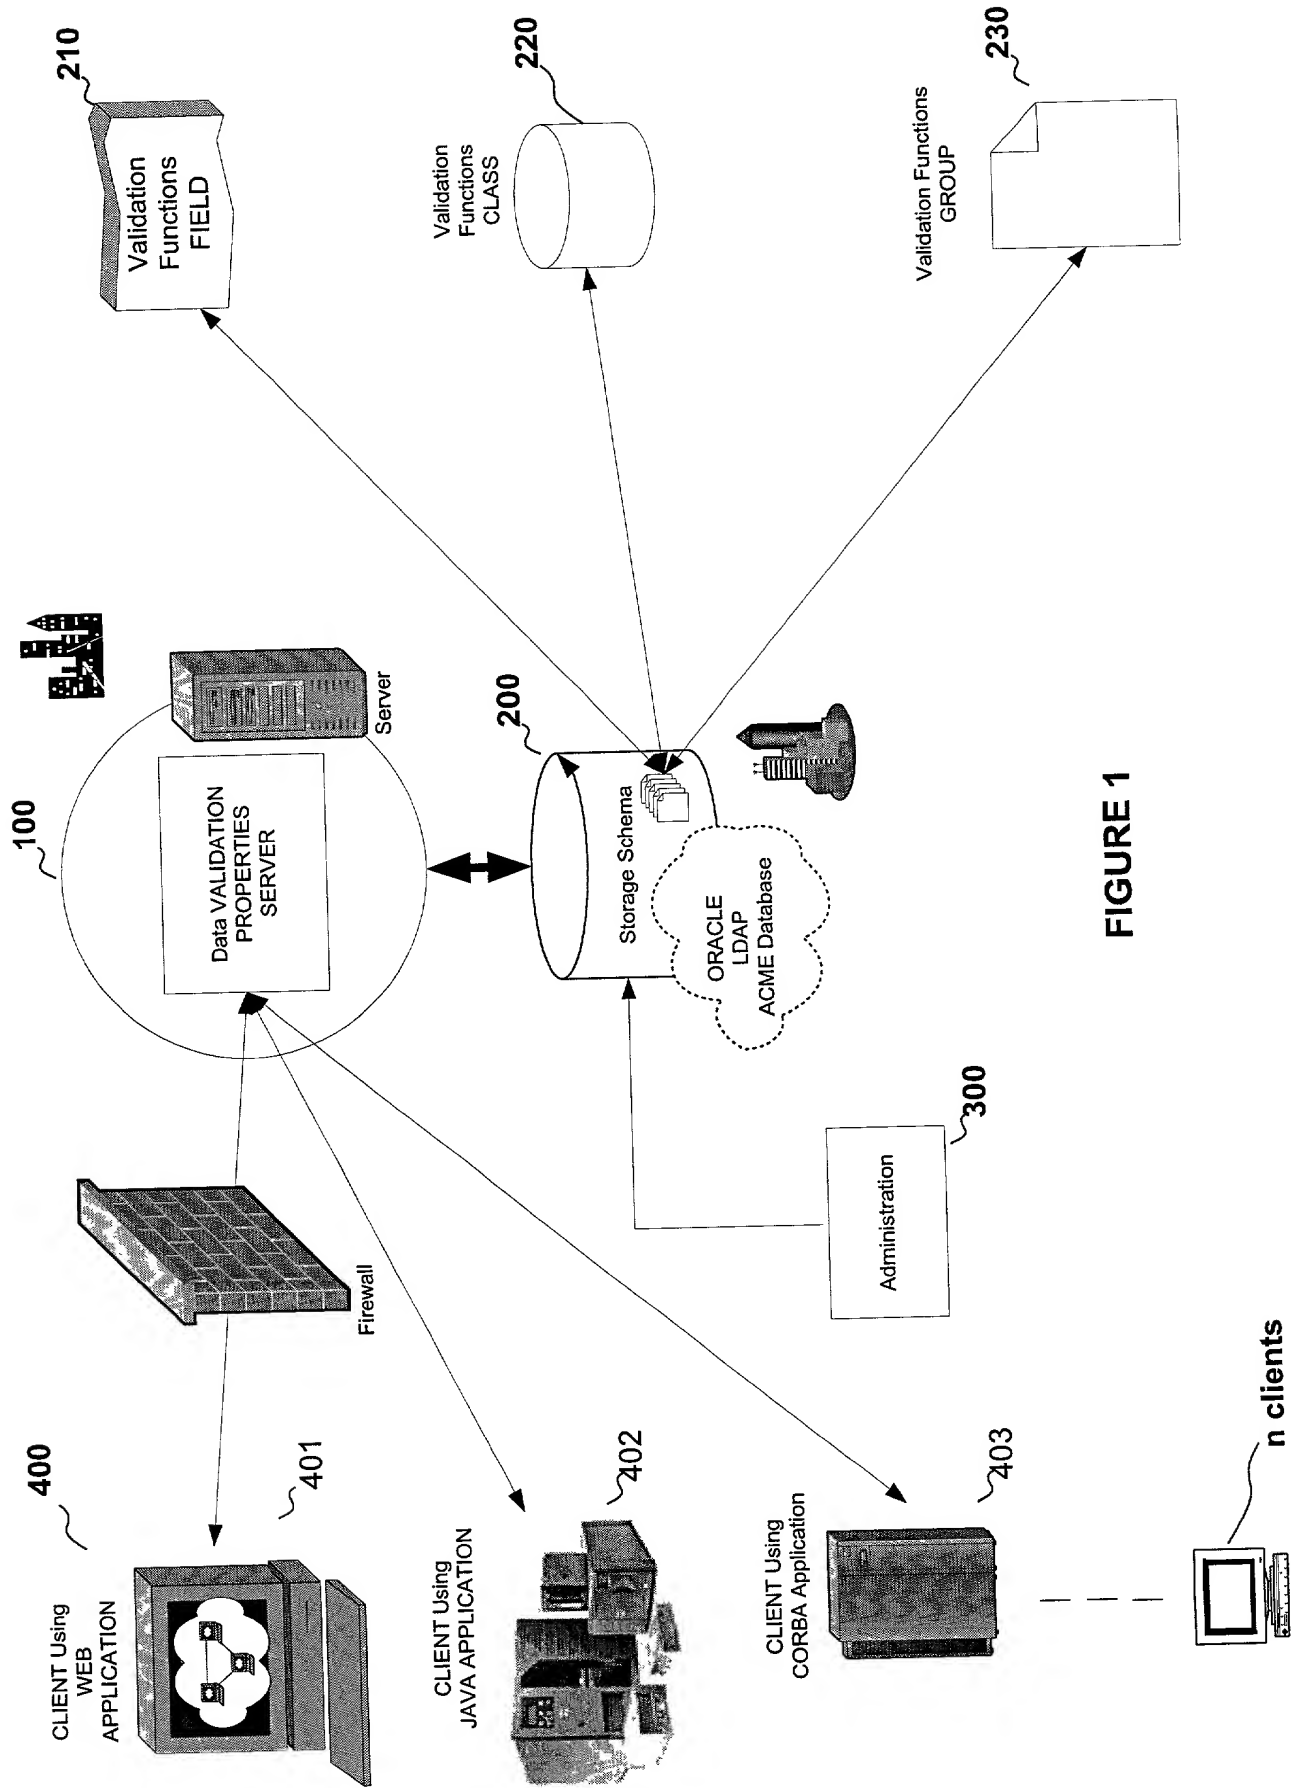 400
CLIENT Using
WEB
APPLICATION
401
CLIENT Using
JAVA APPLICATION
402
CLIENT Using
CORBA Application
403
n clients
Firewall
100
Data VALIDATION
PROPERTIES
SERVER
Server
200
Storage Schema
ORACLE
LDAP
ACME Database
Administration
300
210
Validation
Functions
FIELD
220
Validation
Functions
CLASS
230
Validation Functions
GROUP
FIGURE 1